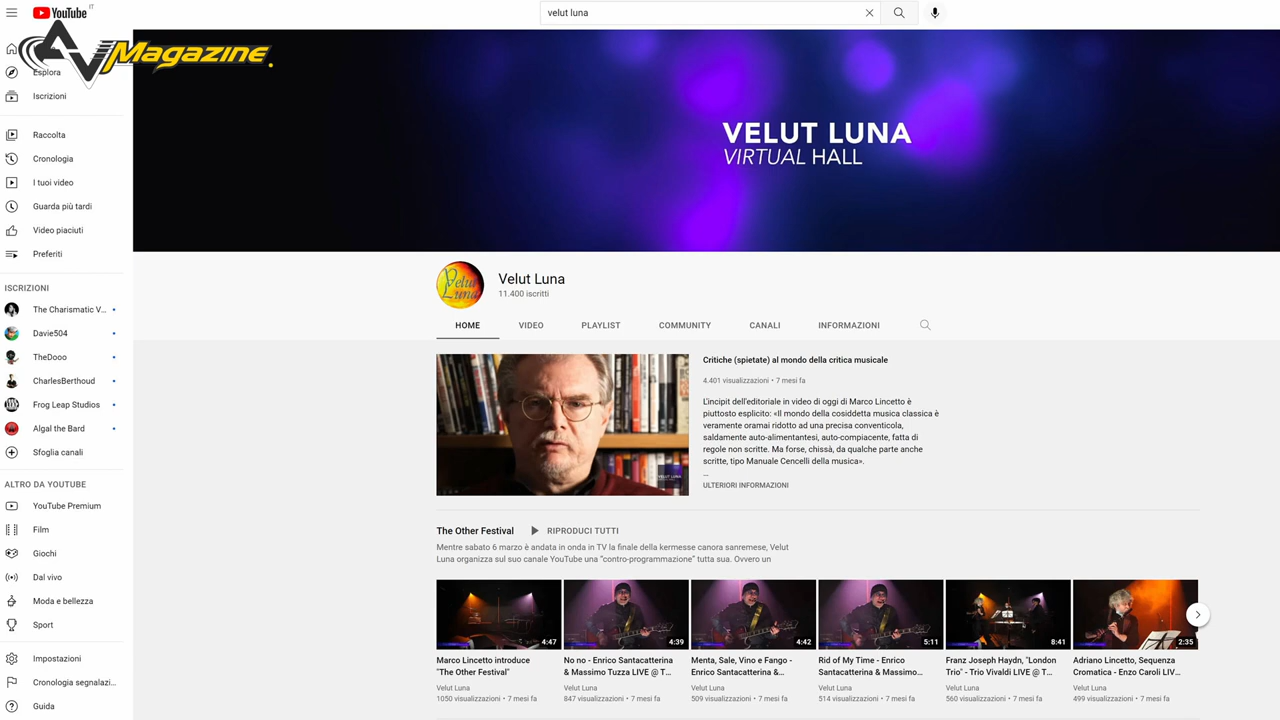 YouTube IT
velut luna
AV Magazine.
Esplora
Iscrizioni
Raccolta
Cronologia
I tuoi video
Guarda più tardi
Video piaciuti
Preferiti
ISCRIZIONI
The Charismatic V...
Davie504
TheDooo
CharlesBerthoud
Frog Leap Studios
Algal the Bard
Sfoglia canali
ALTRO DA YOUTUBE
YouTube Premium
Film
Giochi
Dal vivo
Moda e bellezza
Sport
Impostazioni
Cronologia segnalazi...
Guida
VELUT LUNA
VIRTUAL HALL
Velut Luna
Velut Luna
11.400 iscritti
HOME VIDEO PLAYLIST COMMUNITY CANALI INFORMAZIONI
VELUT LUNA
VIRTUAL HALL
Critiche (spietate) al mondo della critica musicale
4.401 visualizzazioni • 7 mesi fa
L'incipit dell'editoriale in video di oggi di Marco Lincetto è
piuttosto esplicito: «Il mondo della cosiddetta musica classica è
veramente oramai ridotto ad una precisa conventicola,
saldamente auto-alimentantesi, auto-compiacente, fatta di
regole non scritte. Ma forse, chissà, da qualche parte anche
scritte, tipo Manuale Cencelli della musica».
...
ULTERIORI INFORMAZIONI
The Other Festival RIPRODUCI TUTTI
Mentre sabato 6 marzo è andata in onda in TV la finale della kermesse canora sanremese, Velut
Luna organizza sul suo canale YouTube una "contro-programmazione" tutta sua. Ovvero un
4:47 4:39 4:42 5:11 8:41 2:35
Marco Lincetto introduce
"The Other Festival"
Velut Luna
1050 visualizzazioni • 7 mesi fa
No no - Enrico Santacatterina
& Massimo Tuzza LIVE @ T...
Velut Luna
847 visualizzazioni • 7 mesi fa
Menta, Sale, Vino e Fango -
Enrico Santacatterina &...
Velut Luna
509 visualizzazioni • 7 mesi fa
Rid of My Time - Enrico
Santacatterina & Massimo...
Velut Luna
514 visualizzazioni • 7 mesi fa
Franz Joseph Haydn, "London
Trio" - Trio Vivaldi LIVE @ T...
Velut Luna
560 visualizzazioni • 7 mesi fa
Adriano Lincetto, Sequenza
Cromatica - Enzo Caroli LIV...
Velut Luna
499 visualizzazioni • 7 mesi fa